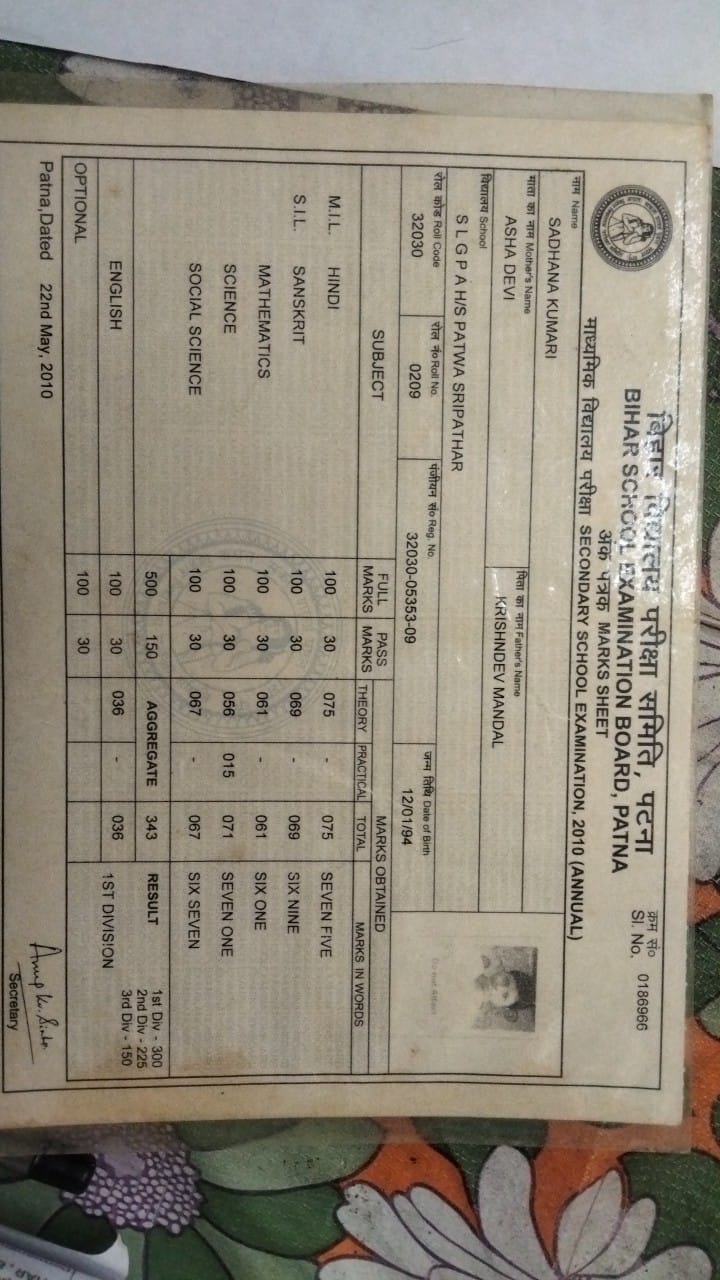 बिहार विद्यालय परीक्षा समिति, पटना
BIHAR SCHOOL EXAMINATION BOARD, PATNA
क्रम सं०
Sl. No. 0186966
अंक पत्रक MARKS SHEET
माध्यमिक विद्यालय परीक्षा SECONDARY SCHOOL EXAMINATION, 2010 (ANNUAL)
नाम Name
SADHANA KUMARI
माता का नाम Mother's Name पिता का नाम Father's Name
ASHA DEVI KRISHNDEV MANDAL
विद्यालय School
S L G P A H/S PATWA SRIPATHAR
रोल कोड Roll Code रोल नं० Roll No. पंजीयन सं० Reg. No. जन्म तिथि Date of Birth
32030 0209 32030-05353-09 12/01/94
SUBJECT FULL MARKS PASS MARKS MARKS OBTAINED
THEORY PRACTICAL TOTAL MARKS IN WORDS
M.I.L. HINDI 100 30 075 - 075 SEVEN FIVE
S.I.L. SANSKRIT 100 30 069 - 069 SIX NINE
MATHEMATICS 100 30 061 - 061 SIX ONE
SCIENCE 100 30 056 015 071 SEVEN ONE
SOCIAL SCIENCE 100 30 067 - 067 SIX SEVEN
500 150 AGGREGATE 343 RESULT 1st Div - 300
2nd Div - 225
3rd Div - 150
ENGLISH 100 30 036 - 036 1ST DIVISION
OPTIONAL 100 30
Patna,Dated 22nd May, 2010
Secretary